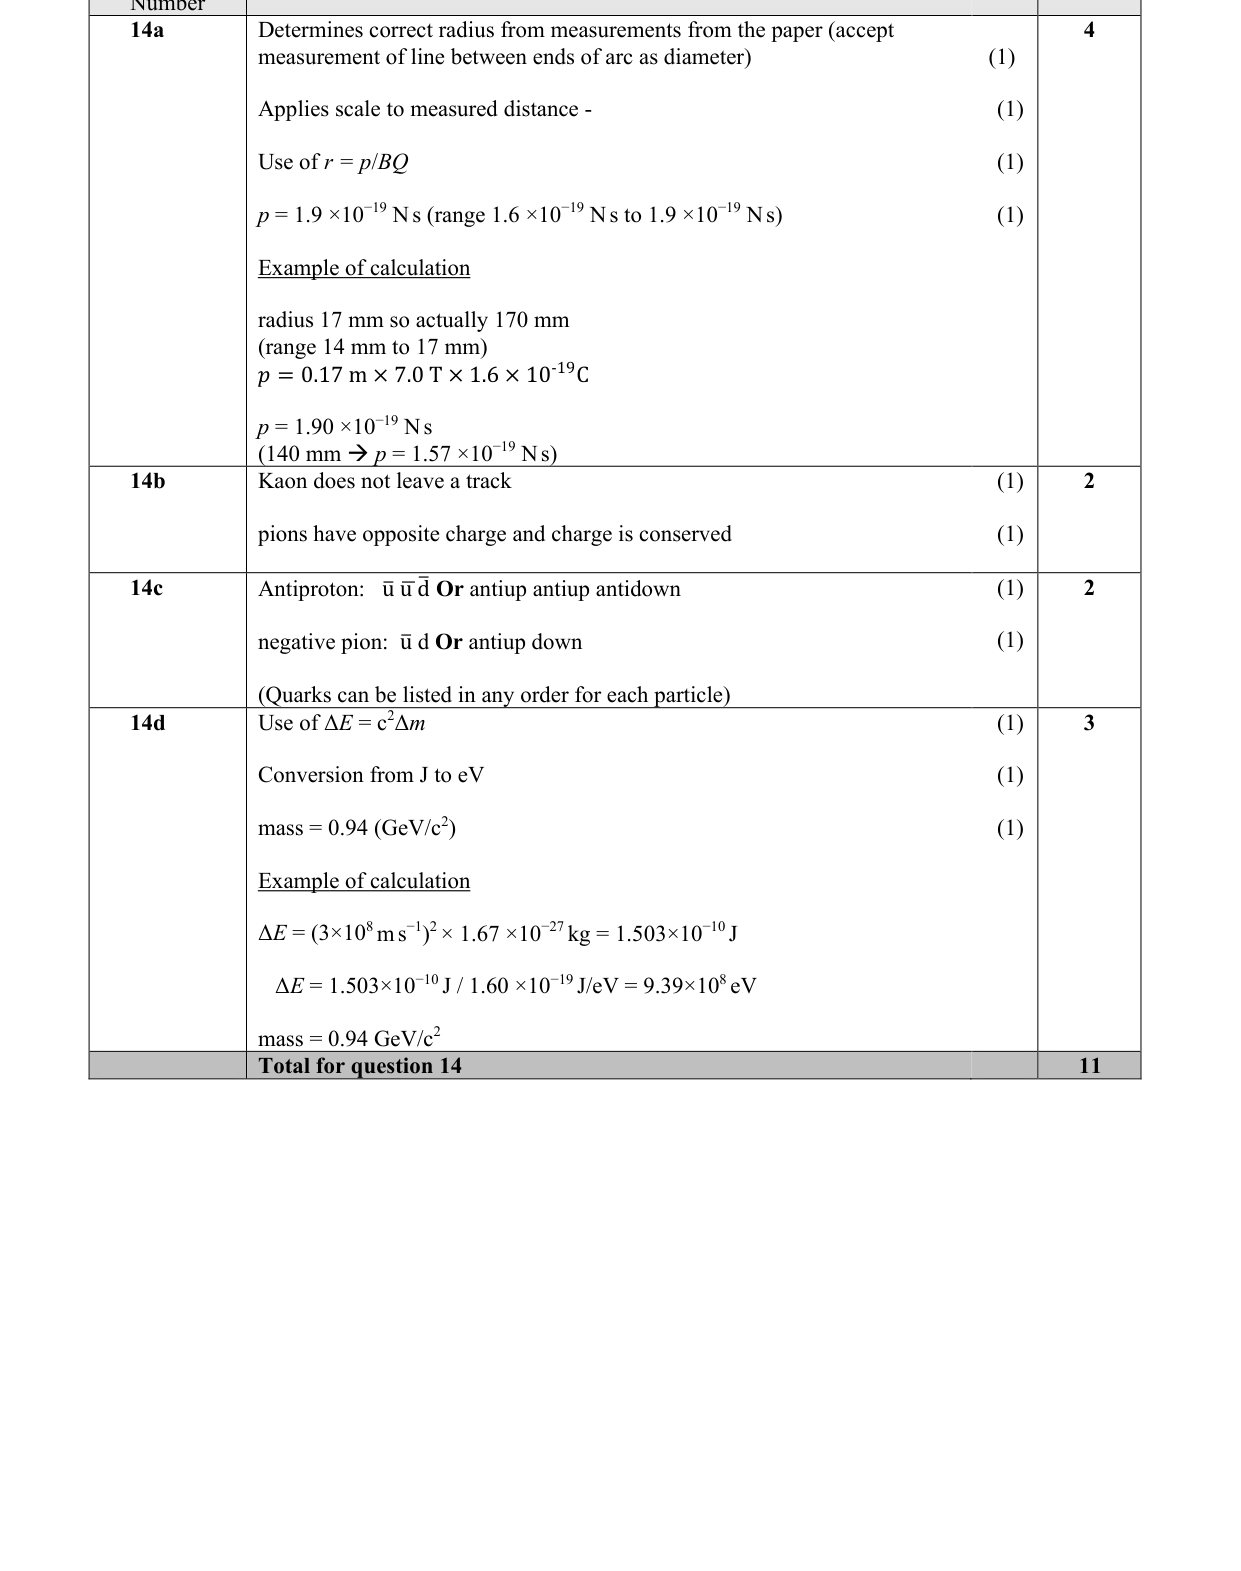 Number
14a Determines correct radius from measurements from the paper (accept 4
measurement of line between ends of arc as diameter) (1)
Applies scale to measured distance - (1)
Use of r = p/BQ (1)
p = 1.9 ×10⁻¹⁹ N s (range 1.6 ×10⁻¹⁹ N s to 1.9 ×10⁻¹⁹ N s) (1)
Example of calculation
radius 17 mm so actually 170 mm
(range 14 mm to 17 mm)
p = 0.17 m × 7.0 T × 1.6 × 10⁻¹⁹C
p = 1.90 ×10⁻¹⁹ N s
(140 mm → p = 1.57 ×10⁻¹⁹ N s)
14b Kaon does not leave a track (1) 2
pions have opposite charge and charge is conserved (1)
14c Antiproton: u̅ u̅ d̅ Or antiup antiup antidown (1) 2
negative pion: u̅ d Or antiup down (1)
(Quarks can be listed in any order for each particle)
14d Use of ΔE = c²Δm (1) 3
Conversion from J to eV (1)
mass = 0.94 (GeV/c²) (1)
Example of calculation
ΔE = (3×10⁸ m s⁻¹)² × 1.67 ×10⁻²⁷ kg = 1.503×10⁻¹⁰ J
ΔE = 1.503×10⁻¹⁰ J / 1.60 ×10⁻¹⁹ J/eV = 9.39×10⁸ eV
mass = 0.94 GeV/c²
Total for question 14 11